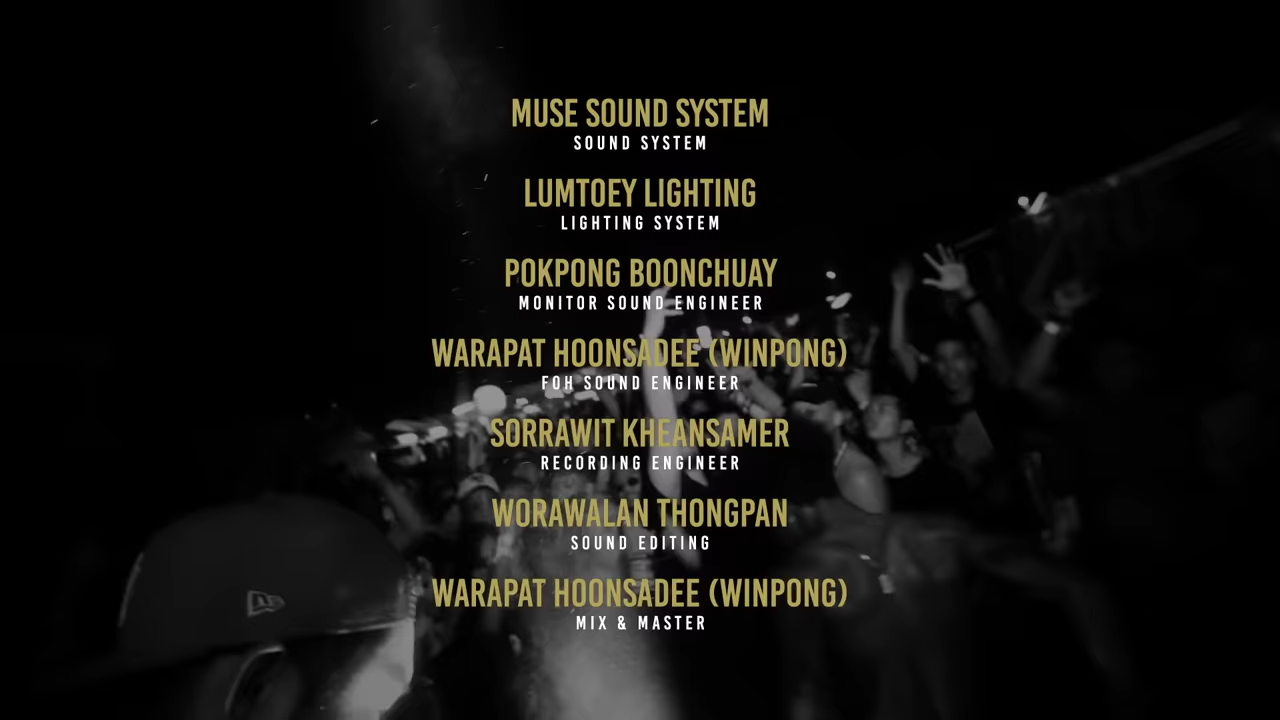 MUSE SOUND SYSTEM
SOUND SYSTEM
LUMTOEY LIGHTING
LIGHTING SYSTEM
POKPONG BOONCHUAY
MONITOR SOUND ENGINEER
WARAPAT HOONSADEE (WINPONG)
FOH SOUND ENGINEER
SORRAWIT KHEANSAMER
RECORDING ENGINEER
WORAWALAN THONGPAN
SOUND EDITING
WARAPAT HOONSADEE (WINPONG)
MIX & MASTER